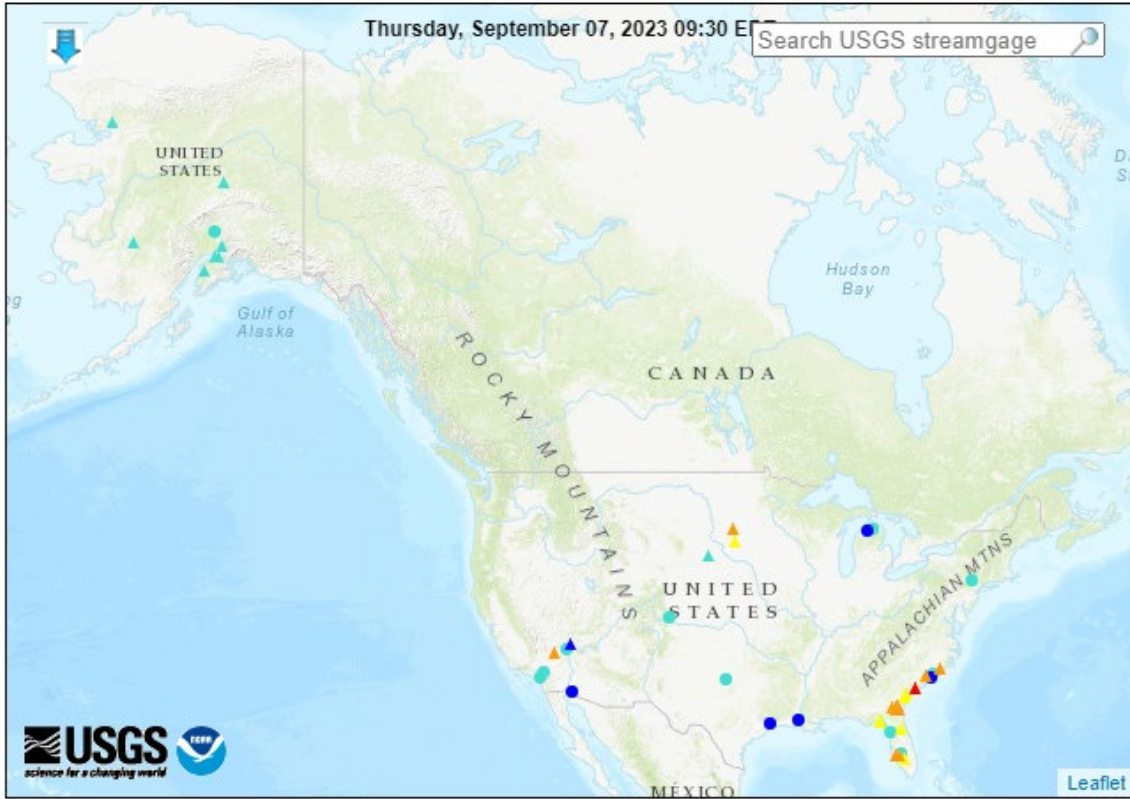 Thursday, September 07, 2023 09:30
Search USGS streamgage
UNITED
STATES
Hudson
Bay
Gulf of
Alaska
ROCKY MOUNTAINS
CANADA
APPALACHIAN MTNS
UNITED
STATES
USGS
science for a changing world
noaa
MÉXICO
Leaflet